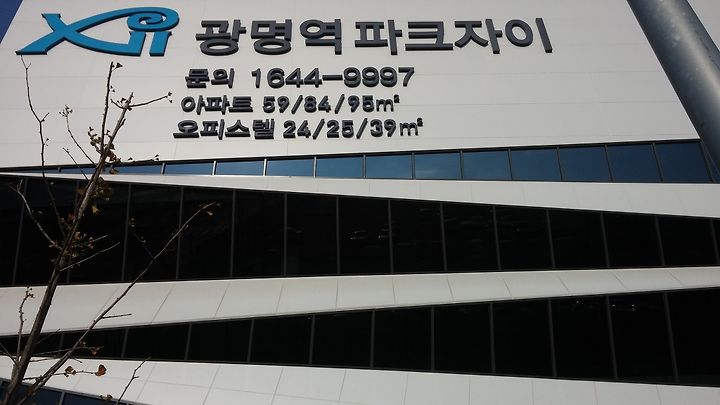 Xi 광명역파크자이
문의 1644-9997
아파트 59/84/95㎡
오피스텔 24/25/39㎡